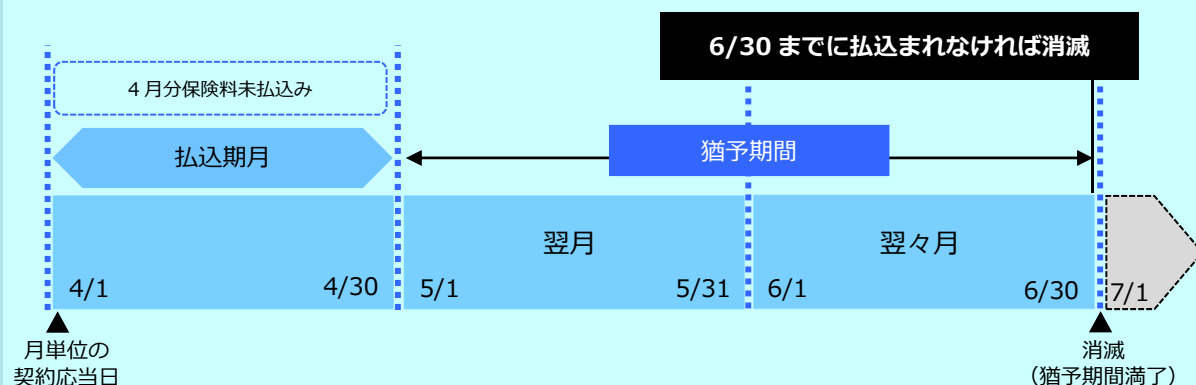 6/30 までに払込まれなければ消滅
4 月分保険料未払込み
払込期月
猶予期間
翌月
翌々月
4/1
4/30
5/1
5/31
6/1
6/30
7/1
月単位の
契約応当日
消滅
（猶予期間満了）